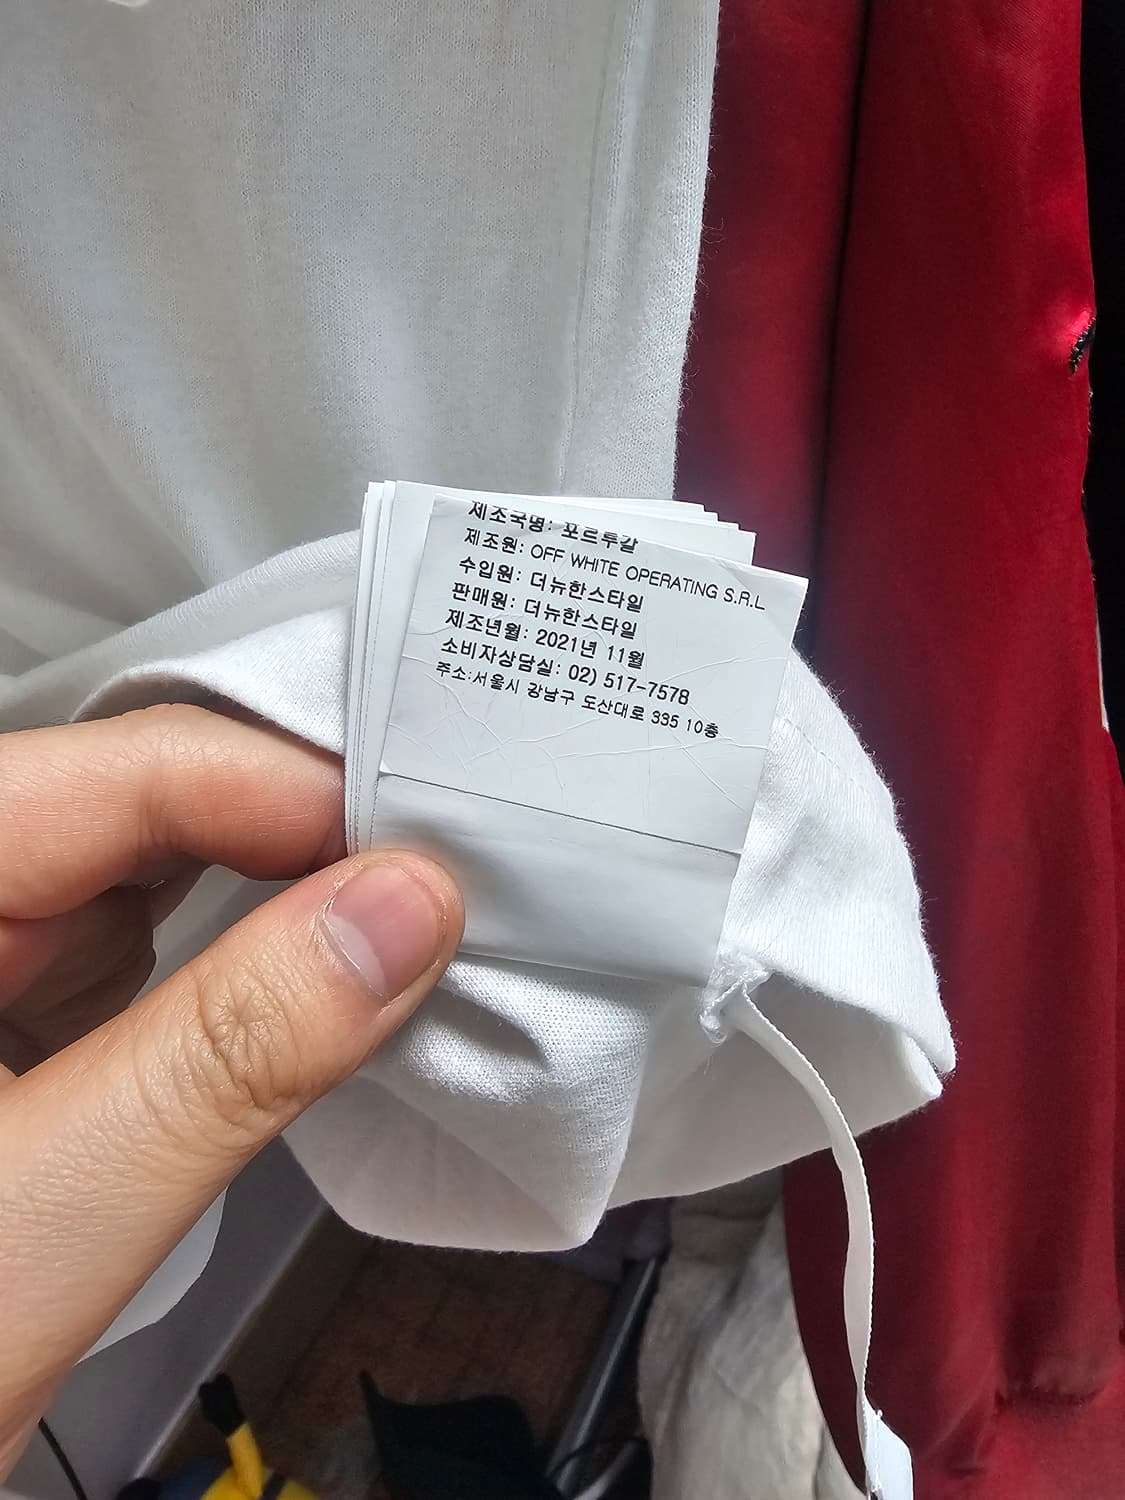 제조국명: 포르투갈
제조원: OFF WHITE OPERATING S.R.L
수입원: 더뉴한스타일
판매원: 더뉴한스타일
제조년월: 2021년 11월
소비자상담실: 02) 517-7578
주소:서울시 강남구 도산대로 335 10층